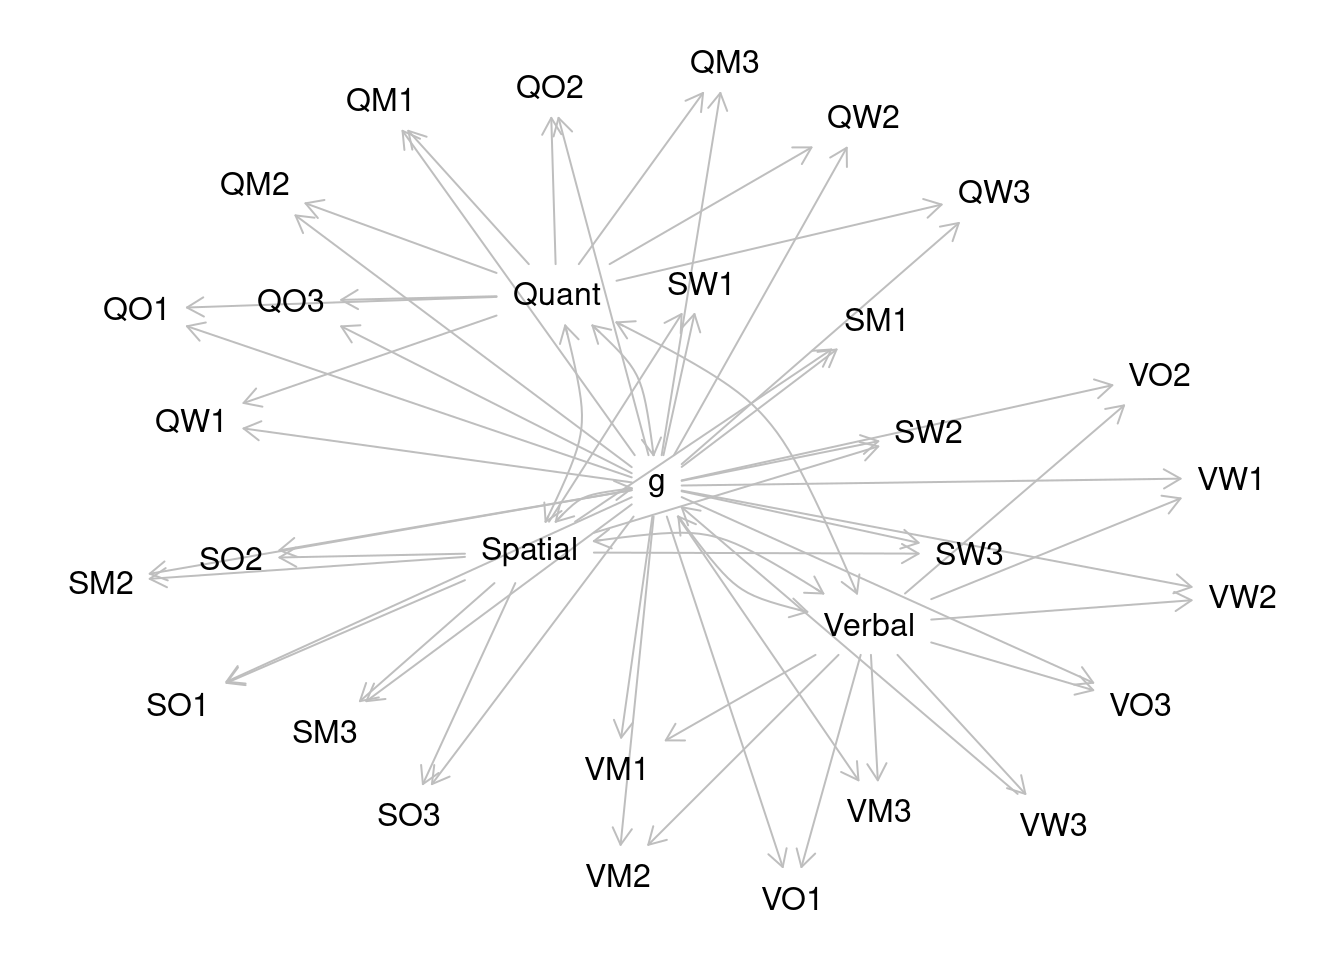 QM3
QO2
QM1
QW2
QM2
QW3
SW1
Quant
QO3
QO1
SM1
VO2
QW1
SW2
VW1
g
Spatial
SW3
SO2
SM2
VW2
Verbal
SO1
VO3
SM3
VM1
VM3
SO3
VW3
VM2
VO1